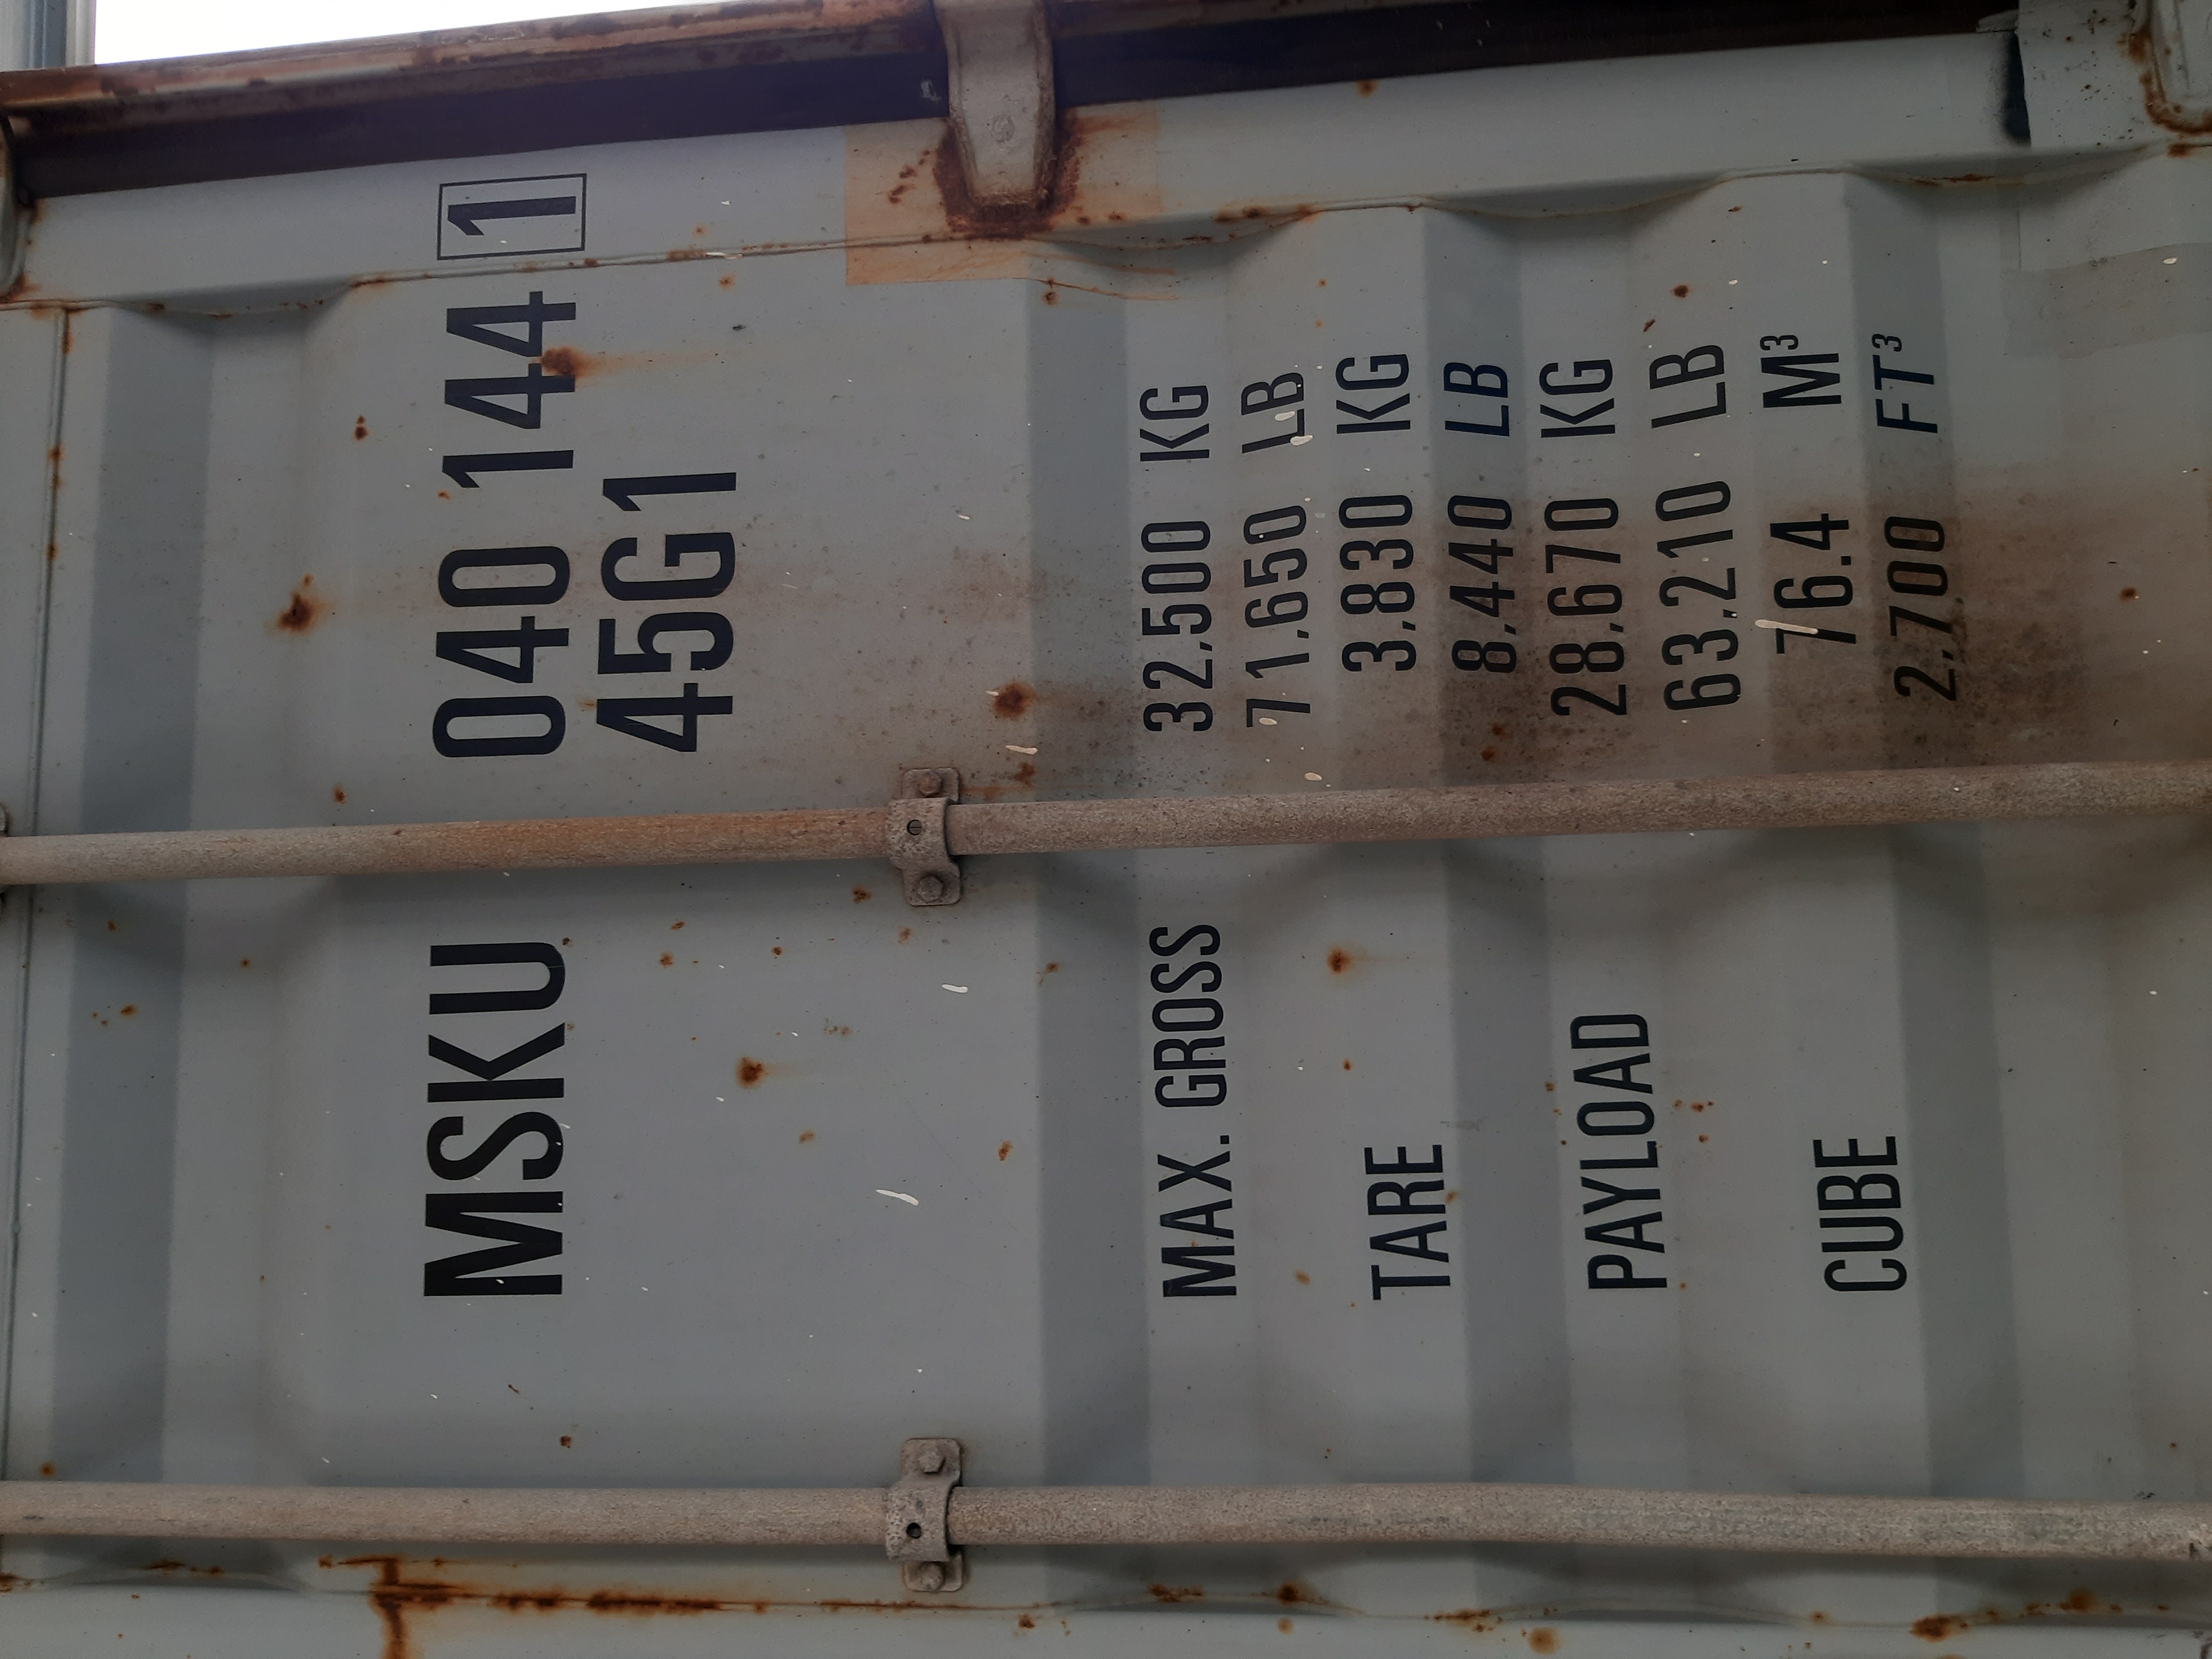 MSKU 040 144 1
45G1
MAX. GROSS 32,500 KG
71,650 LB
TARE 3,830 KG
8,440 LB
PAYLOAD 28,670 KG
63,210 LB
CUBE 76.4 M³
2,700 FT³